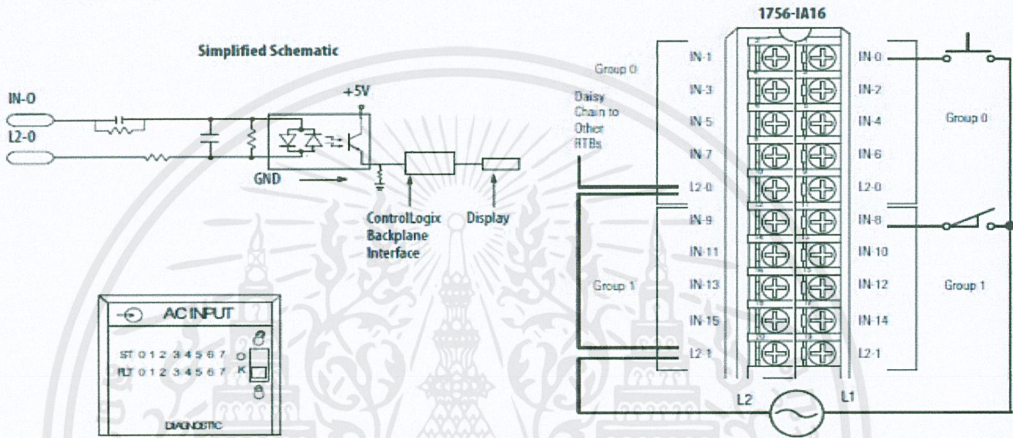 1756-IA16
Simplified Schematic
IN-0
L2-0
+5V
GND
ControlLogix
Backplane
Interface
Display
AC INPUT
ST 0 1 2 3 4 5 6 7
FLT 0 1 2 3 4 5 6 7
O
K
DIAGNOSTIC
Group 0
Daisy
Chain to
Other
RTBs
Group 1
IN-1
IN-3
IN-5
IN-7
L2-0
IN-9
IN-11
IN-13
IN-15
L2-1
IN-0
IN-2
IN-4
IN-6
L2-0
IN-8
IN-10
IN-12
IN-14
L2-1
Group 0
Group 1
L2
L1